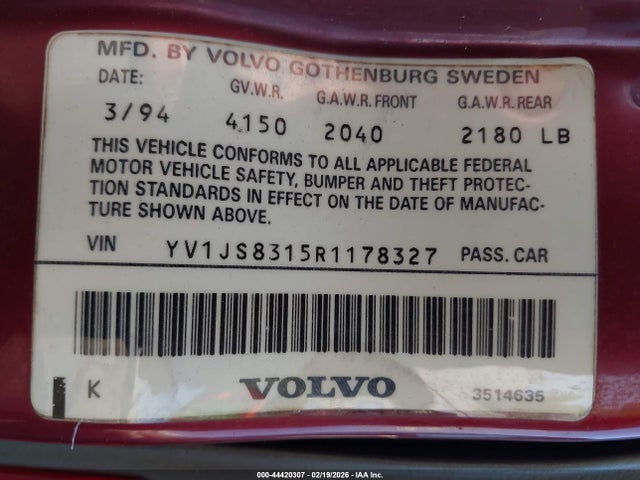 MFD. BY VOLVO GOTHENBURG SWEDEN
DATE: GV.W.R. G.A.W.R. FRONT G.A.W.R. REAR
3/94 4150 2040 2180 LB
THIS VEHICLE CONFORMS TO ALL APPLICABLE FEDERAL
MOTOR VEHICLE SAFETY, BUMPER AND THEFT PROTEC-
TION STANDARDS IN EFFECT ON THE DATE OF MANUFAC-
TURE SHOWN ABOVE.
VIN YV1JS8315R1178327 PASS. CAR
K VOLVO 3514635
000-44420307 - 02/19/2026 - ©IAA Inc.